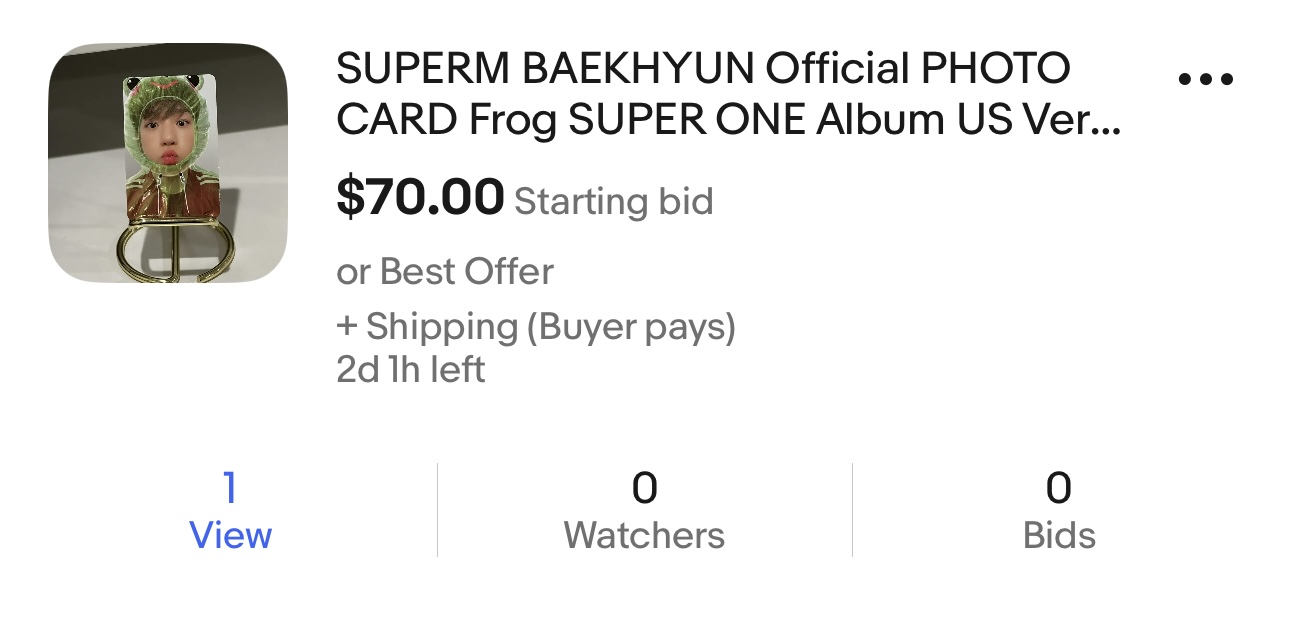 SUPERM BAEKHYUN Official PHOTO
CARD Frog SUPER ONE Album US Ver...
$70.00 Starting bid
or Best Offer
+ Shipping (Buyer pays)
2d 1h left
1
View
0
Watchers
0
Bids